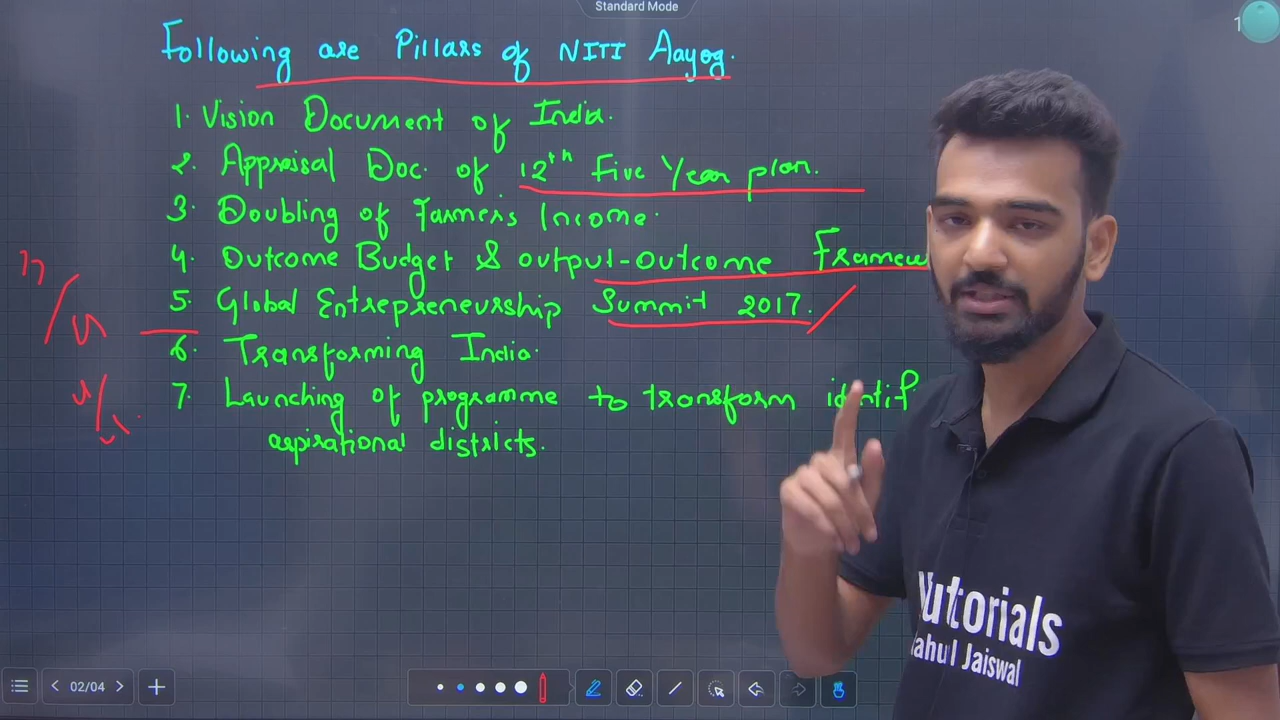 Standard Mode
Following are Pillars of NITI Aayog.
1. Vision Document of India.
2. Appraisal Doc. of 12th Five Year plan.
3. Doubling of Farmer's Income.
4. Outcome Budget & output-outcome Framew
5. Global Entrepreneurship Summit 2017.
6. Transforming India.
7. Launching of programme to transform identif
aspirational districts.
02/04
Nutorials
ahul Jaiswal